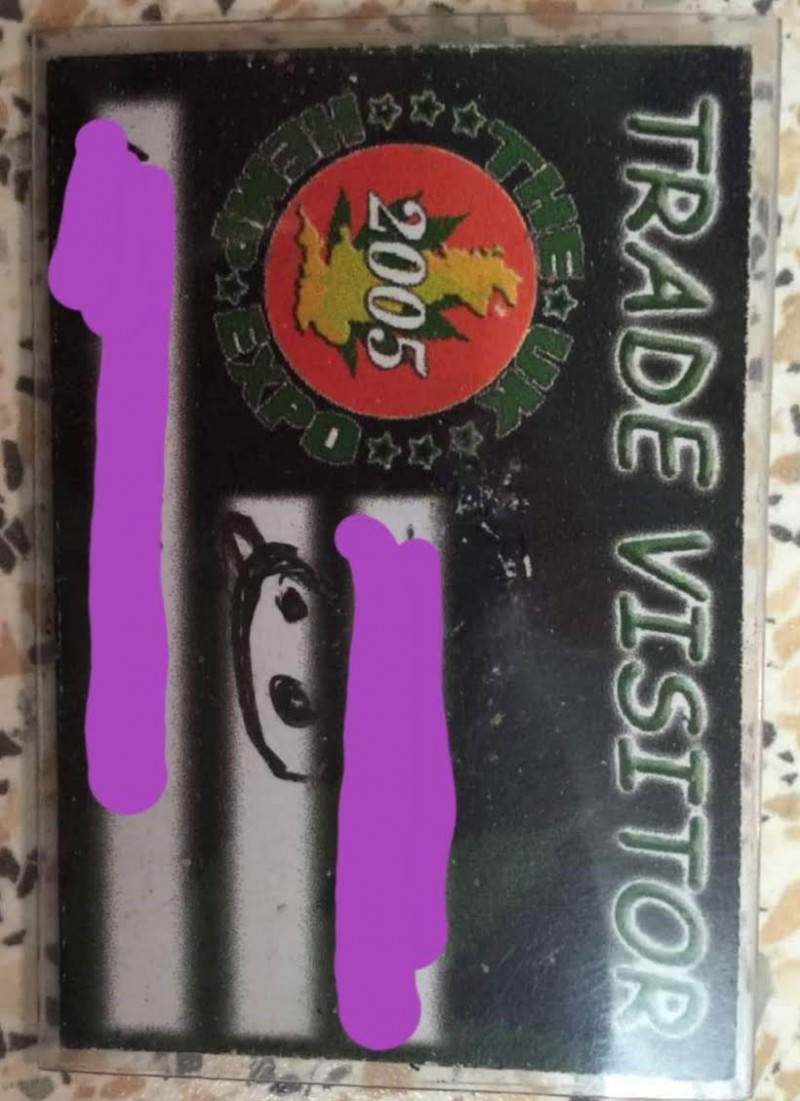 TRADE VISITOR
THE UK
HEMP EXPO
2005